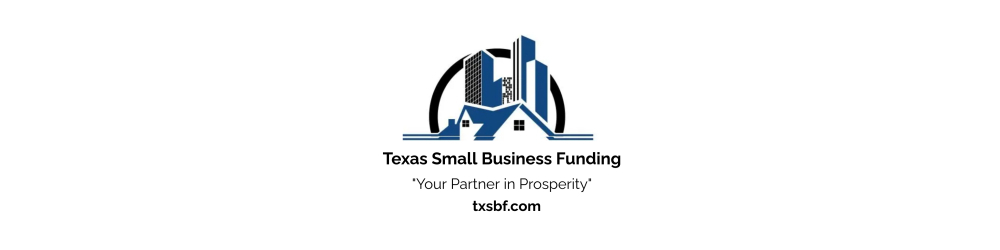 Texas Small Business Funding
"Your Partner in Prosperity"
txsbf.com